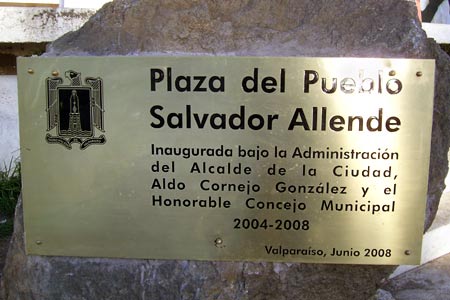 Plaza del Pueblo
Salvador Allende
Inaugurada bajo la Administración
del Alcalde de la Ciudad,
Aldo Cornejo González y el
Honorable Concejo Municipal
2004-2008
Valparaíso, Junio 2008